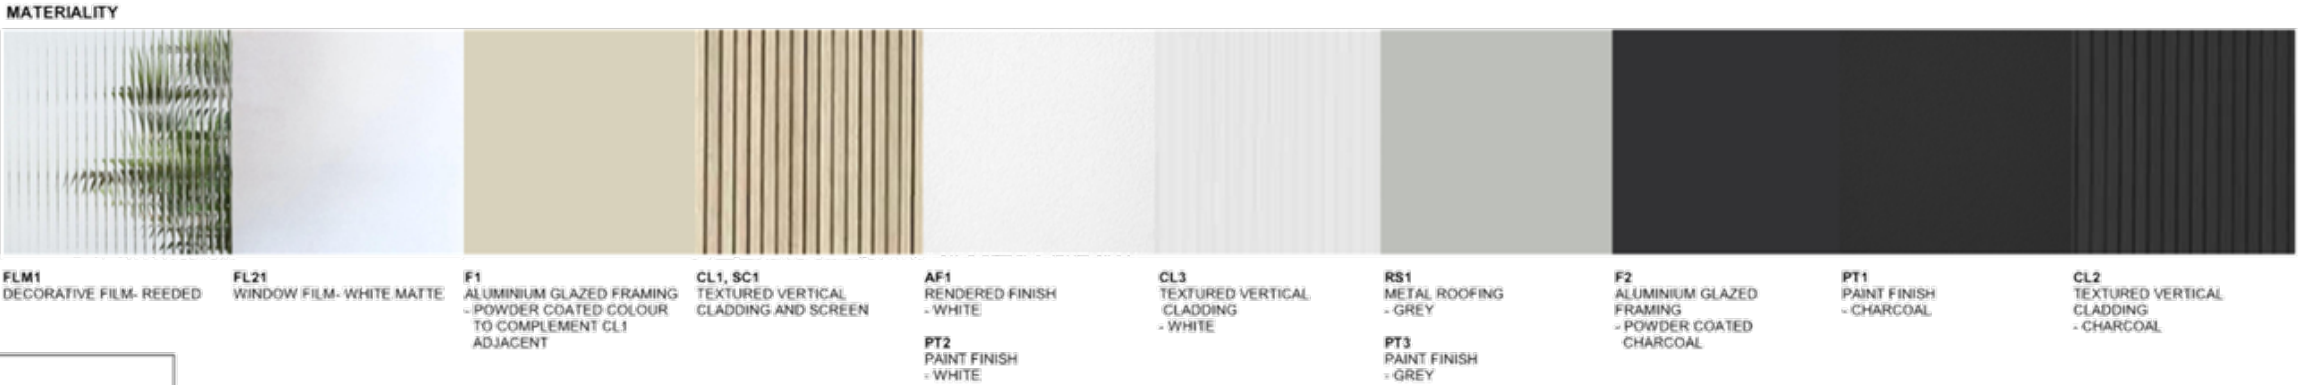 MATERIALITY
FLM1
DECORATIVE FILM- REEDED
FL21
WINDOW FILM- WHITE MATTE
F1
ALUMINIUM GLAZED FRAMING
- POWDER COATED COLOUR
TO COMPLEMENT CL1
ADJACENT
CL1, SC1
TEXTURED VERTICAL
CLADDING AND SCREEN
AF1
RENDERED FINISH
- WHITE
PT2
PAINT FINISH
- WHITE
CL3
TEXTURED VERTICAL
CLADDING
- WHITE
RS1
METAL ROOFING
- GREY
PT3
PAINT FINISH
- GREY
F2
ALUMINIUM GLAZED
FRAMING
- POWDER COATED
CHARCOAL
PT1
PAINT FINISH
- CHARCOAL
CL2
TEXTURED VERTICAL
CLADDING
- CHARCOAL